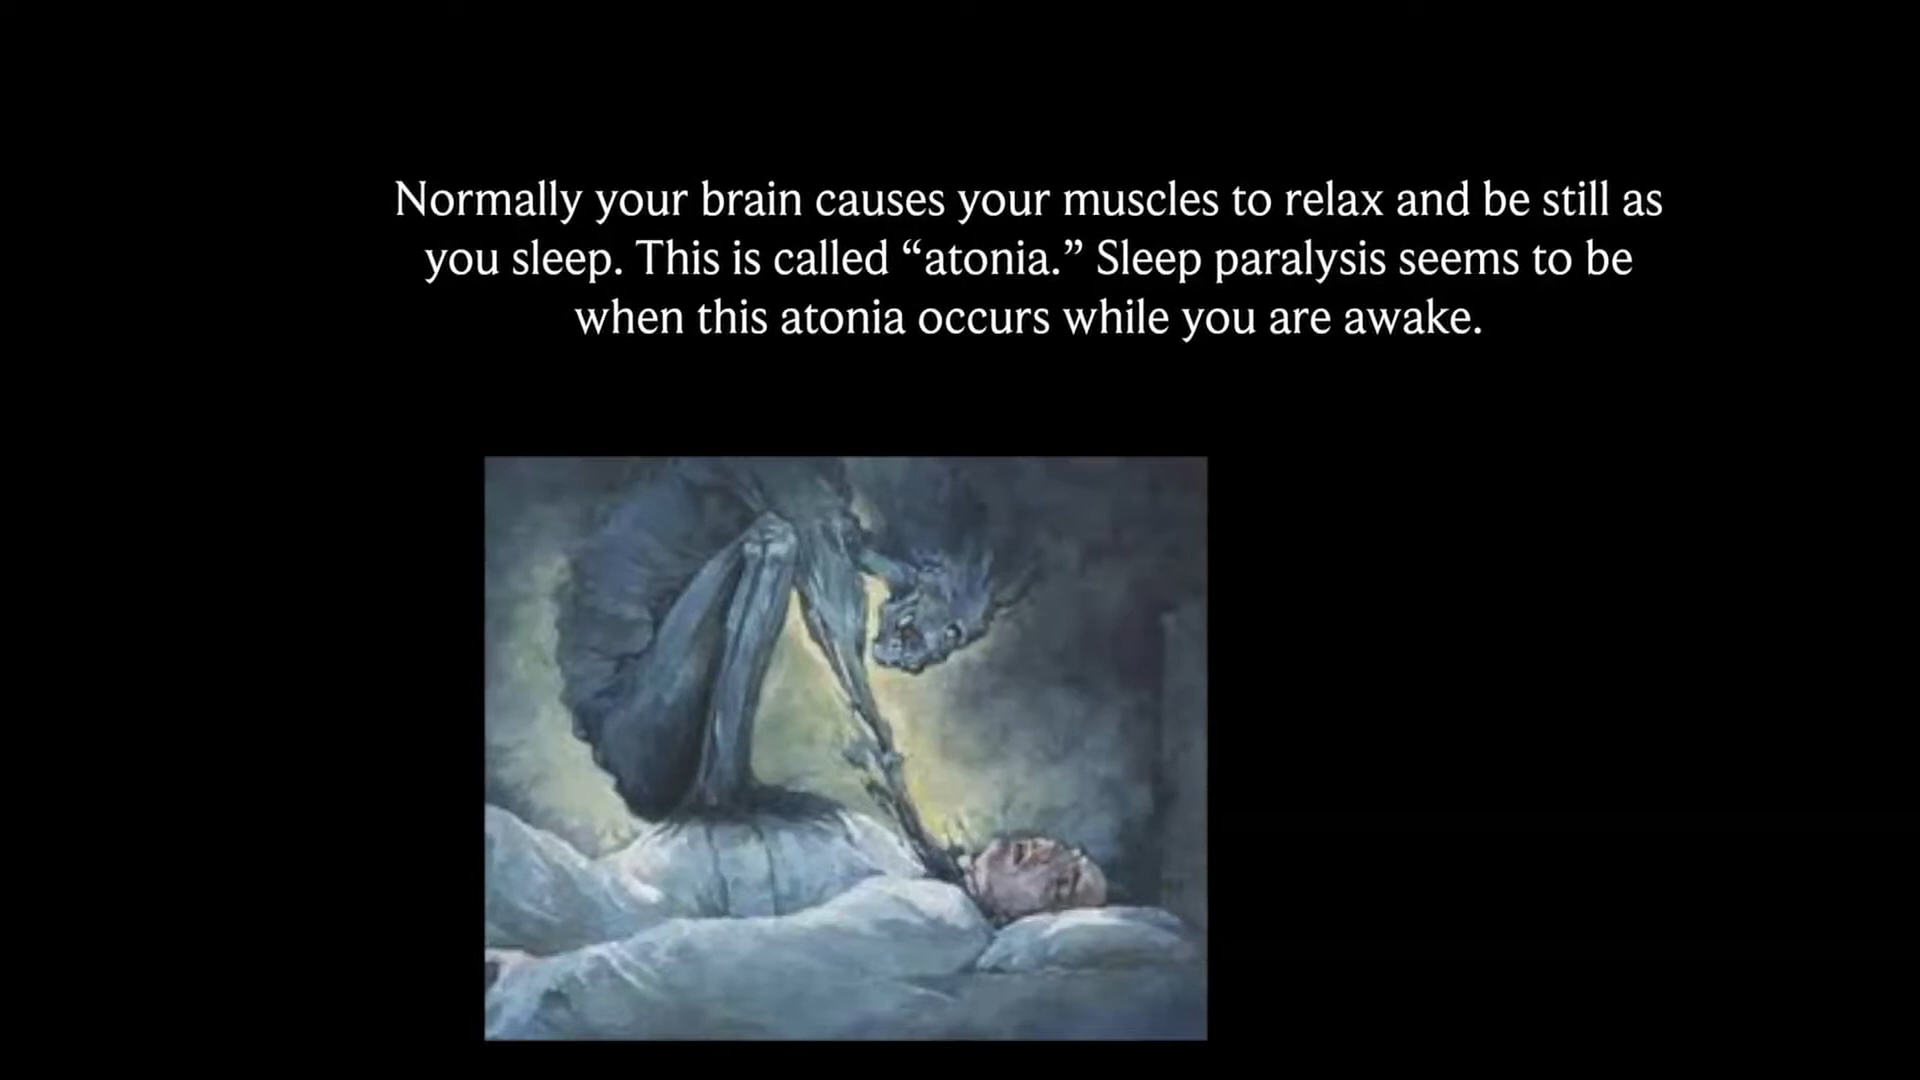 Normally your brain causes your muscles to relax and be still as
you sleep. This is called “atonia.” Sleep paralysis seems to be
when this atonia occurs while you are awake.